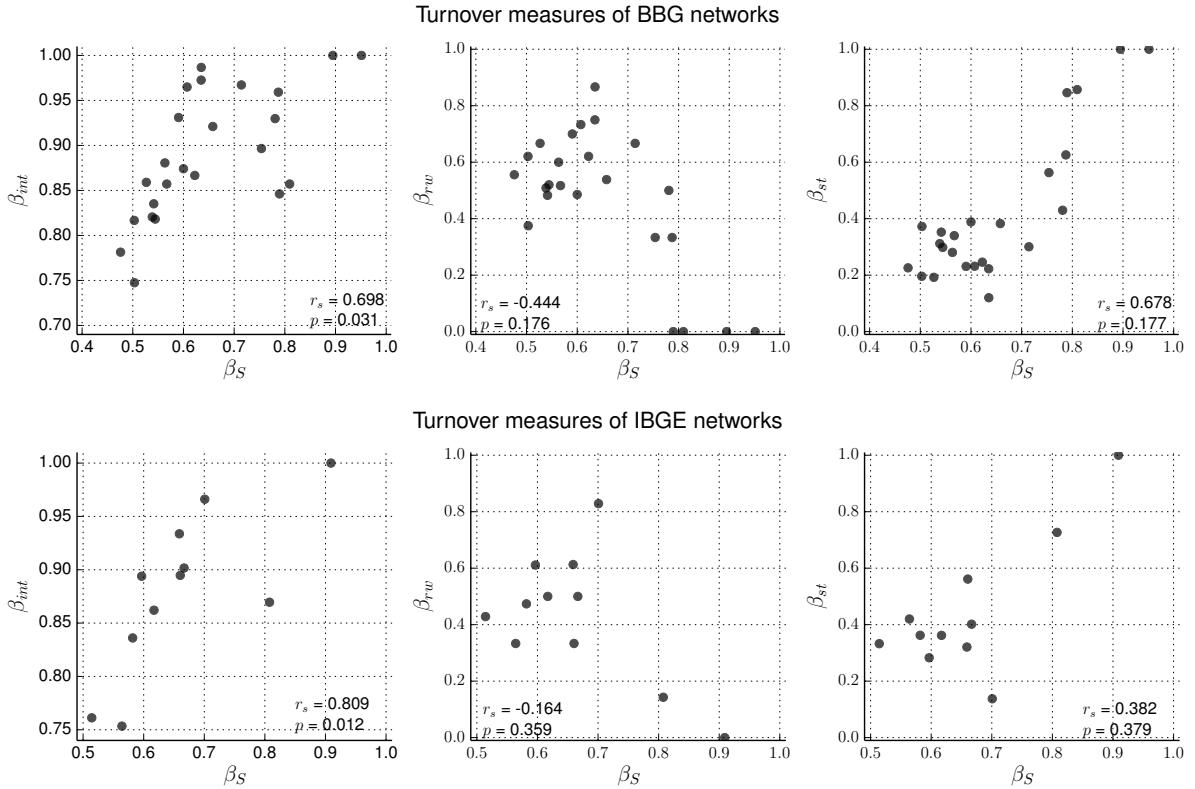 Turnover measures of BBG networks
1.00
0.95
0.90
0.85
0.80
0.75
0.70
β_int
r_s = 0.698
p = 0.031
0.4 0.5 0.6 0.7 0.8 0.9 1.0
β_S
1.0
0.8
0.6
0.4
0.2
0.0
β_rw
r_s = -0.444
p = 0.176
0.4 0.5 0.6 0.7 0.8 0.9 1.0
β_S
1.0
0.8
0.6
0.4
0.2
0.0
β_st
r_s = 0.678
p = 0.177
0.4 0.5 0.6 0.7 0.8 0.9 1.0
β_S
Turnover measures of IBGE networks
1.00
0.95
0.90
0.85
0.80
0.75
β_int
r_s = 0.809
p = 0.012
0.5 0.6 0.7 0.8 0.9 1.0
β_S
1.0
0.8
0.6
0.4
0.2
0.0
β_rw
r_s = -0.164
p = 0.359
0.5 0.6 0.7 0.8 0.9 1.0
β_S
1.0
0.8
0.6
0.4
0.2
0.0
β_st
r_s = 0.382
p = 0.379
0.5 0.6 0.7 0.8 0.9 1.0
β_S